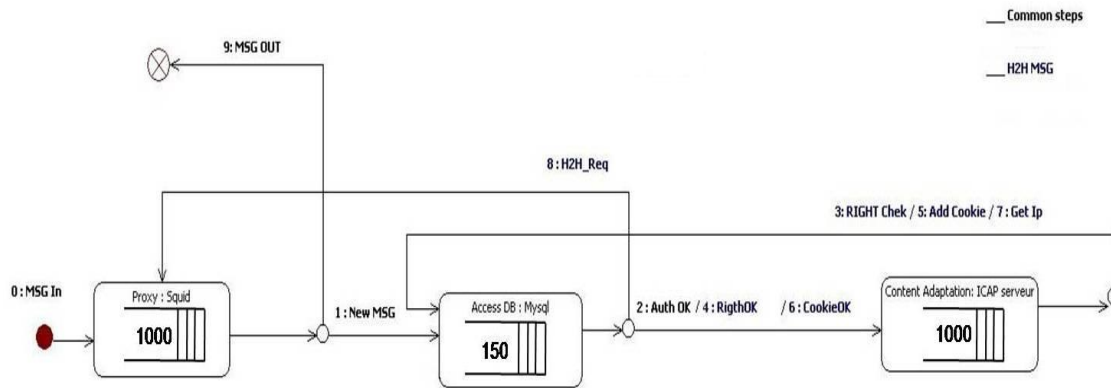 Common steps
9: MSG OUT
H2H MSG
8 : H2H_Req
3: RIGHT Chek / 5: Add Cookie / 7 : Get Ip
0 : MSG In
Proxy : Squid
1000
1 : New MSG
Access DB : Mysql
150
2 : Auth OK / 4 : RigthOK / 6 : CookieOK
Content Adaptation: ICAP serveur
1000